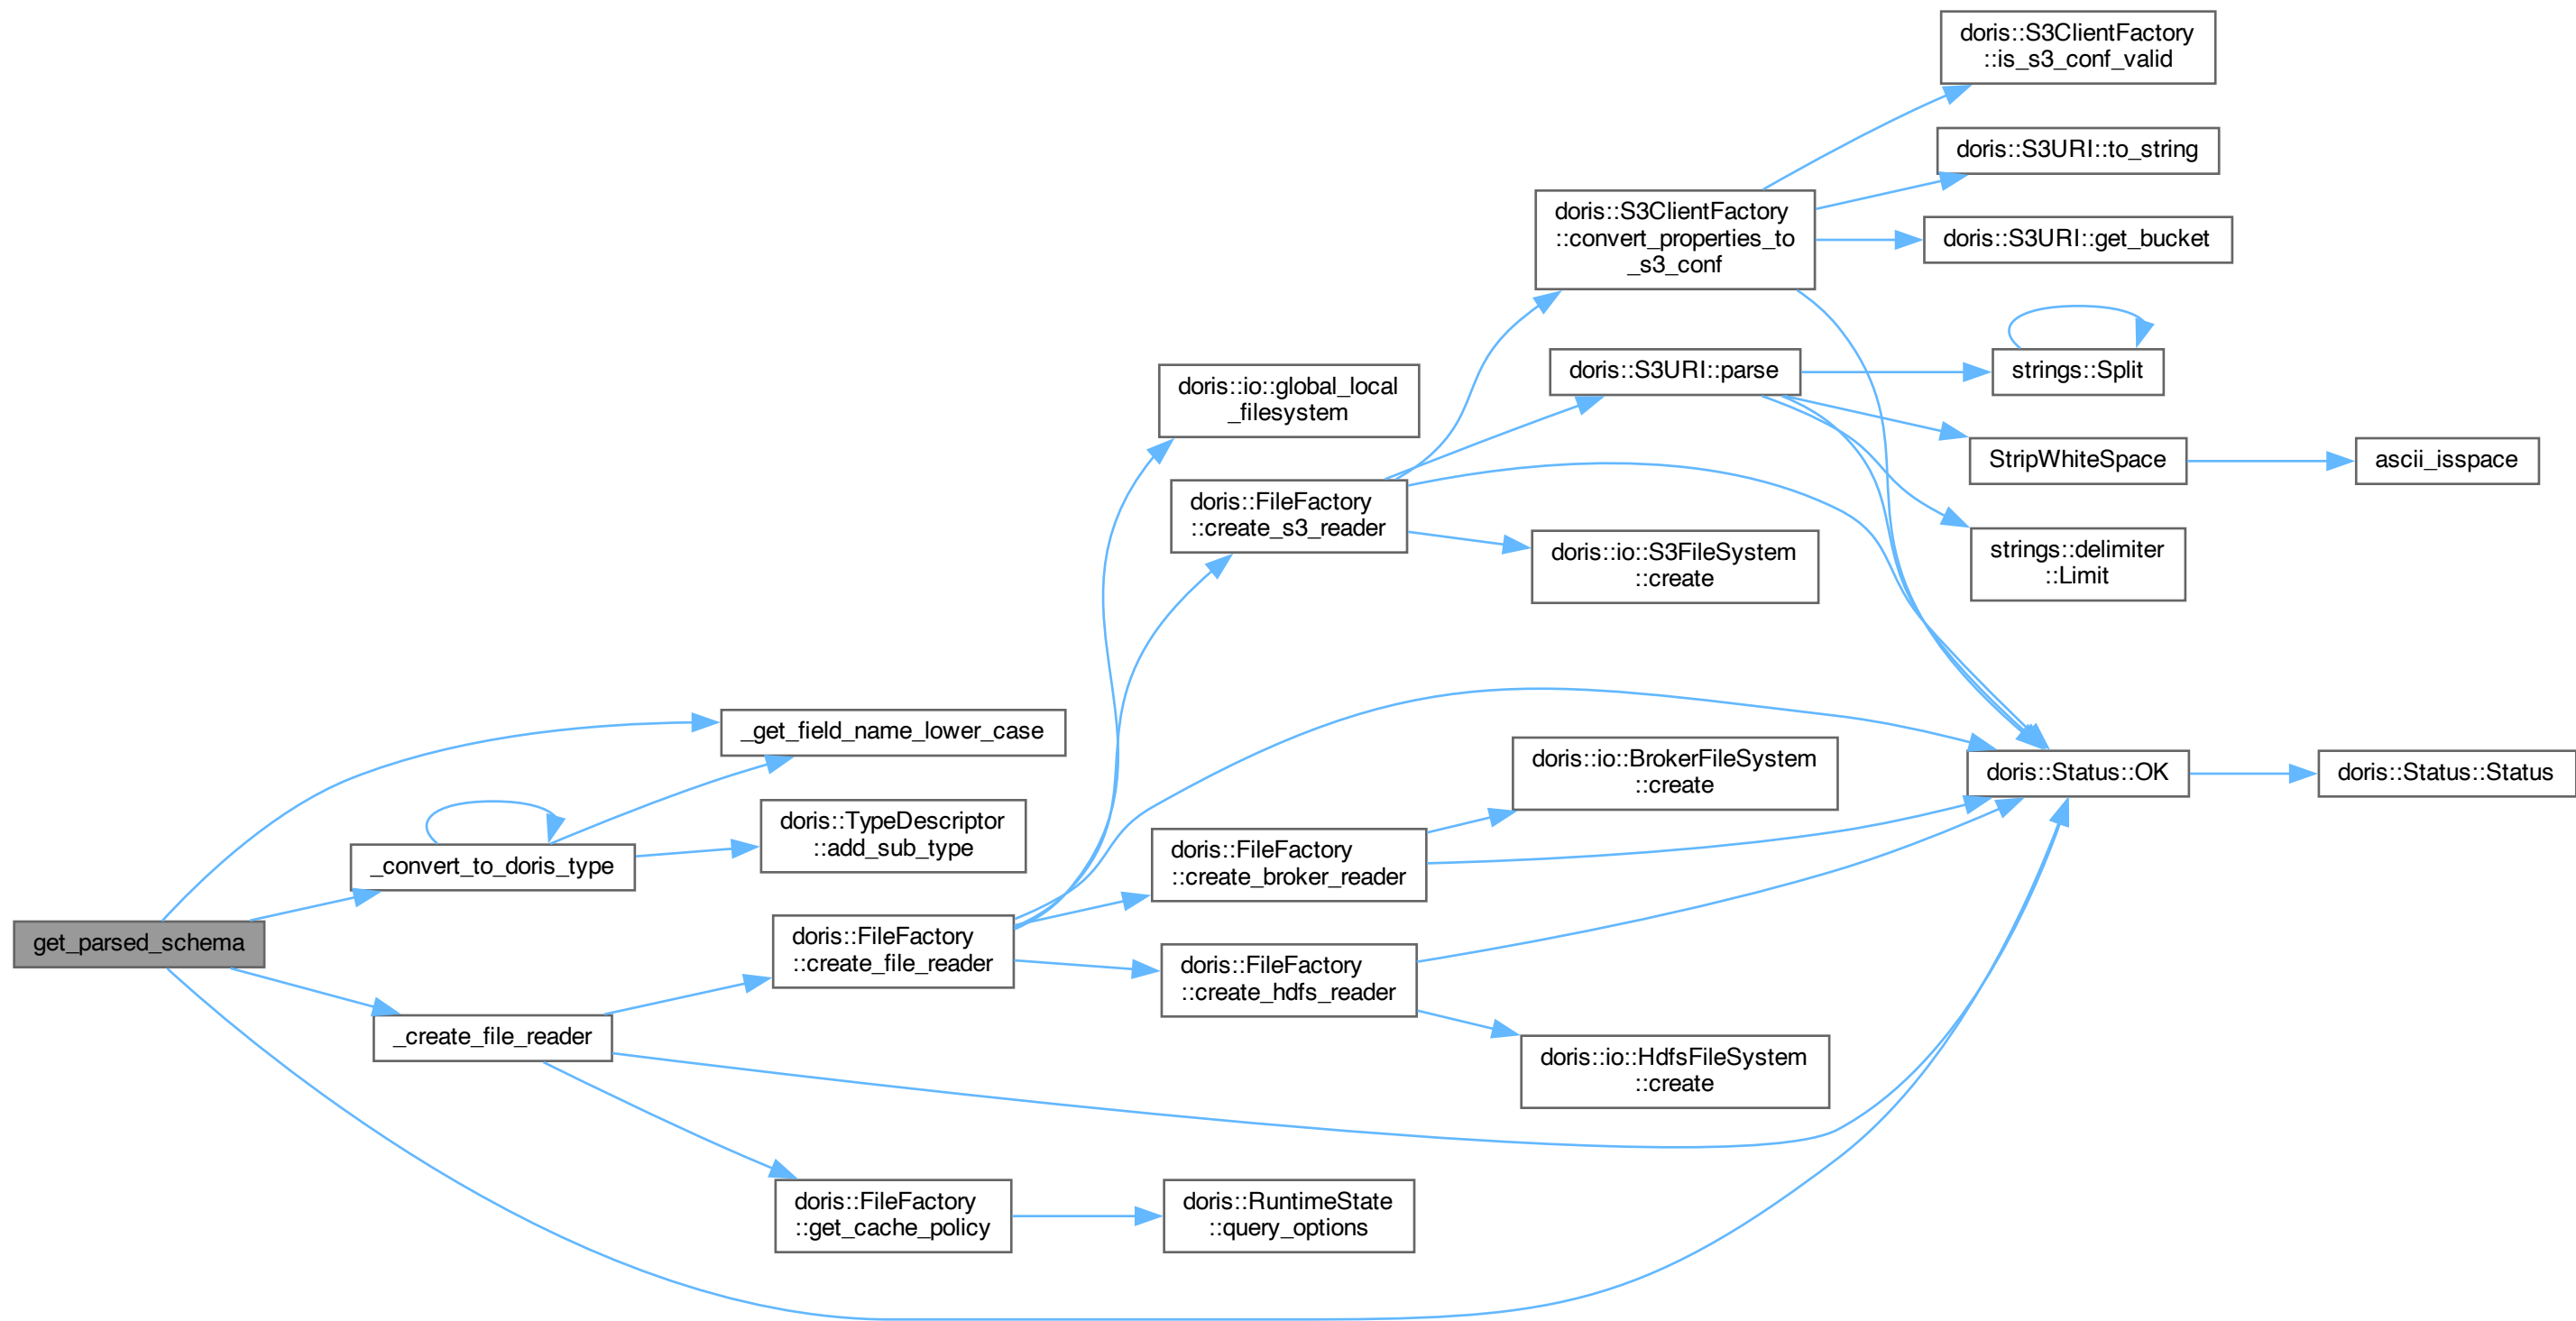 doris::S3ClientFactory
::is_s3_conf_valid
doris::S3URI::to_string
doris::S3ClientFactory
::convert_properties_to
_s3_conf
doris::S3URI::get_bucket
doris::S3URI::parse
strings::Split
doris::io::global_local
_filesystem
StripWhiteSpace
ascii_isspace
doris::FileFactory
::create_s3_reader
doris::io::S3FileSystem
::create
strings::delimiter
::Limit
_get_field_name_lower_case
doris::io::BrokerFileSystem
::create
doris::Status::OK
doris::Status::Status
doris::TypeDescriptor
::add_sub_type
_convert_to_doris_type
doris::FileFactory
::create_broker_reader
get_parsed_schema
doris::FileFactory
::create_file_reader
doris::FileFactory
::create_hdfs_reader
_create_file_reader
doris::io::HdfsFileSystem
::create
doris::FileFactory
::get_cache_policy
doris::RuntimeState
::query_options